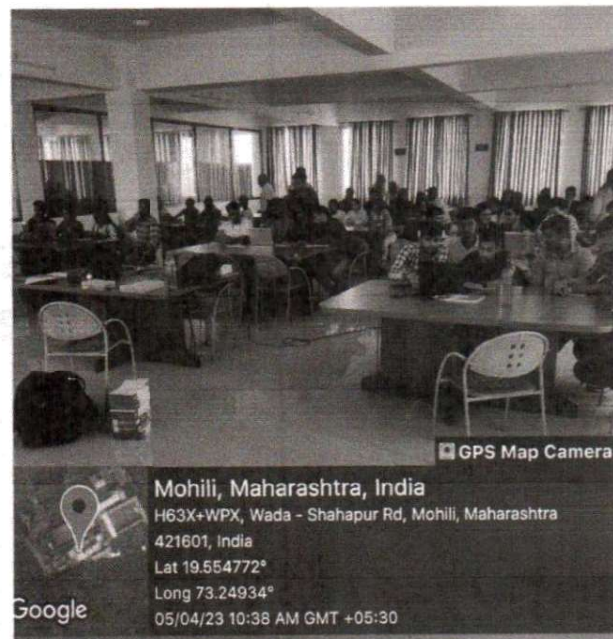 GPS Map Camera
Mohili, Maharashtra, India
H63X+WPX, Wada - Shahapur Rd, Mohili, Maharashtra
421601, India
Lat 19.554772°
Long 73.24934°
05/04/23 10:38 AM GMT +05:30
Google